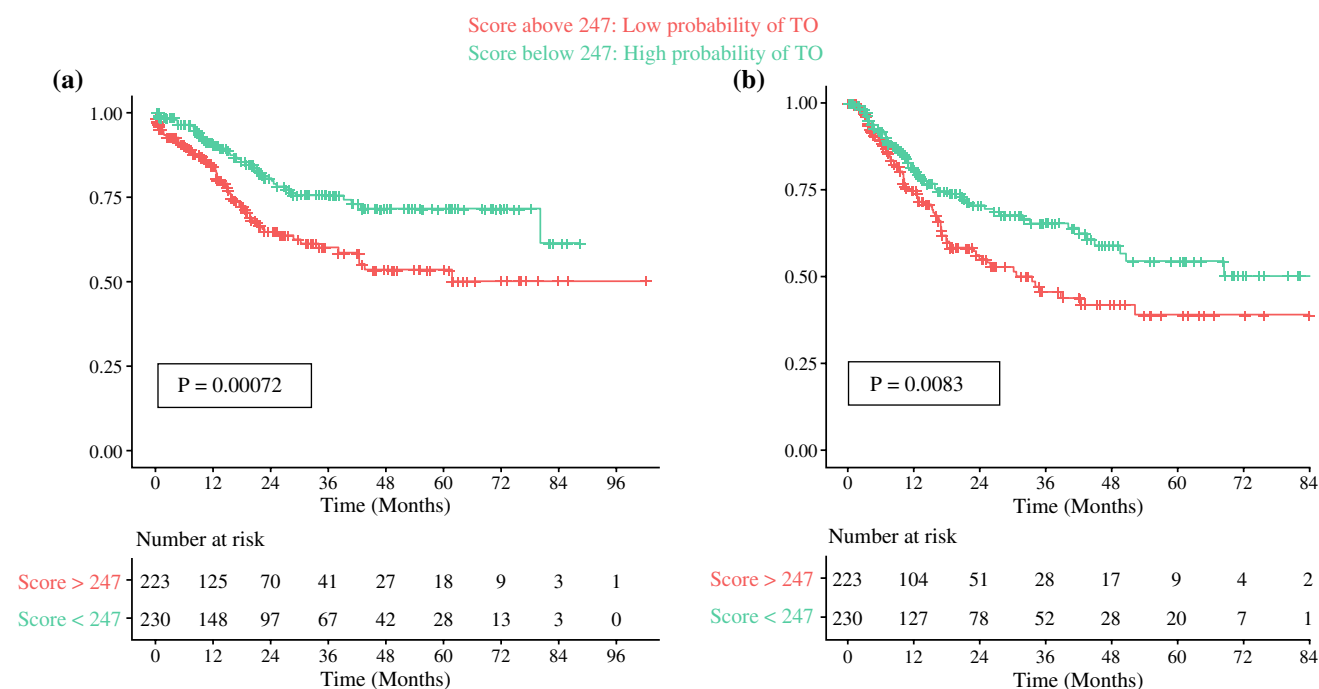 Score above 247: Low probability of TO
Score below 247: High probability of TO
(a)
1.00
0.75
0.50
0.25
0.00
P = 0.00072
0 12 24 36 48 60 72 84 96
Time (Months)
Number at risk
Score > 247 223 125 70 41 27 18 9 3 1
Score < 247 230 148 97 67 42 28 13 3 0
0 12 24 36 48 60 72 84 96
Time (Months)
(b)
1.00
0.75
0.50
0.25
0.00
P = 0.0083
0 12 24 36 48 60 72 84
Time (Months)
Number at risk
Score > 247 223 104 51 28 17 9 4 2
Score < 247 230 127 78 52 28 20 7 1
0 12 24 36 48 60 72 84
Time (Months)